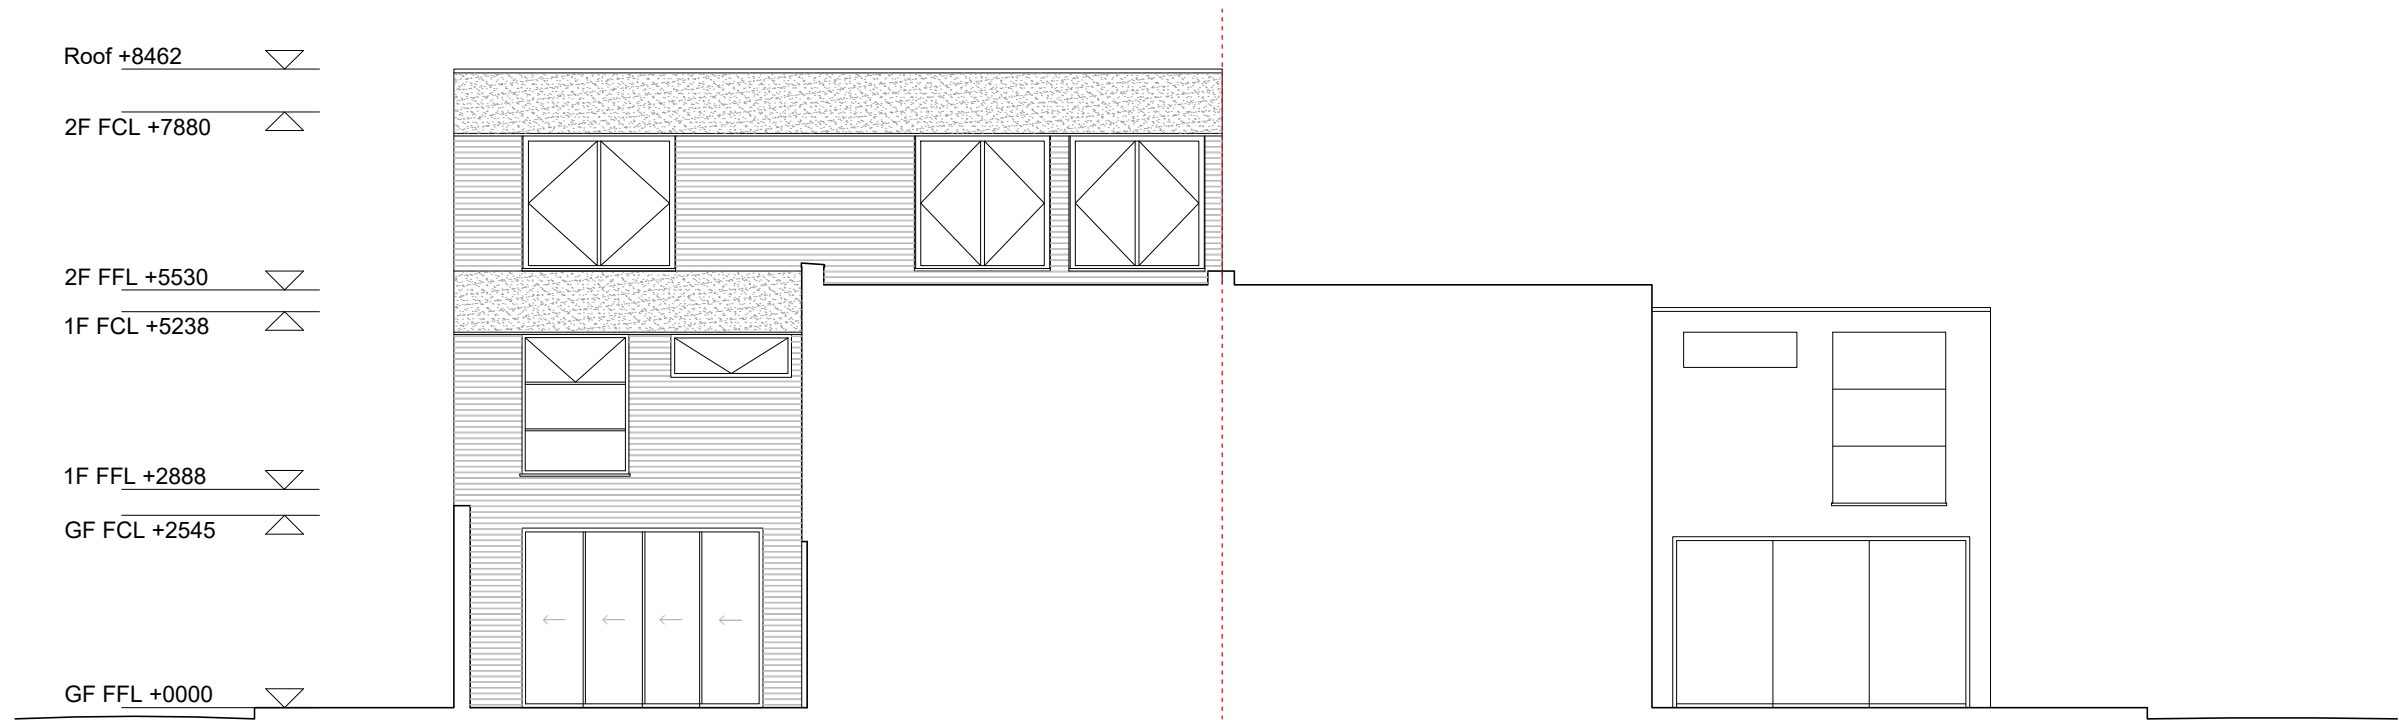 Roof +8462
2F FCL +7880
2F FFL +5530
1F FCL +5238
1F FFL +2888
GF FCL +2545
GF FFL +0000